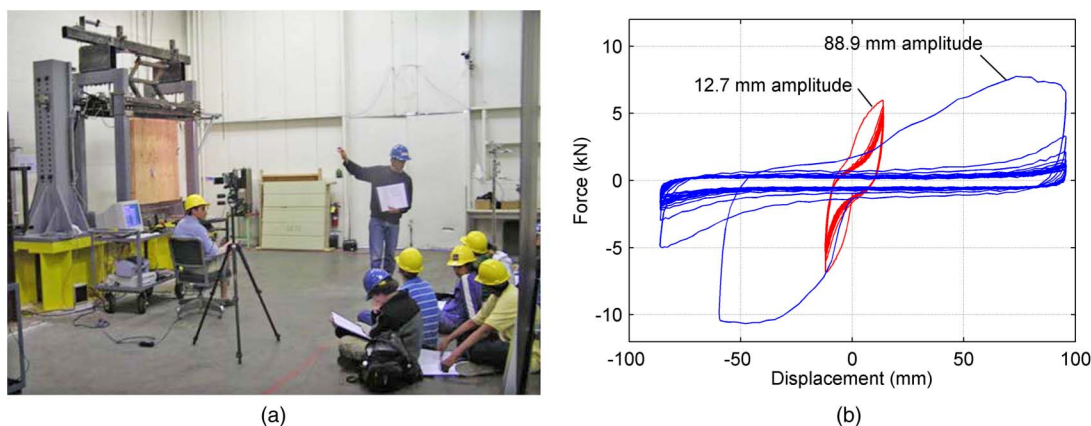 88.9 mm amplitude
12.7 mm amplitude
10
5
0
-5
-10
Force (kN)
-100
-50
0
50
100
Displacement (mm)
(a)
(b)